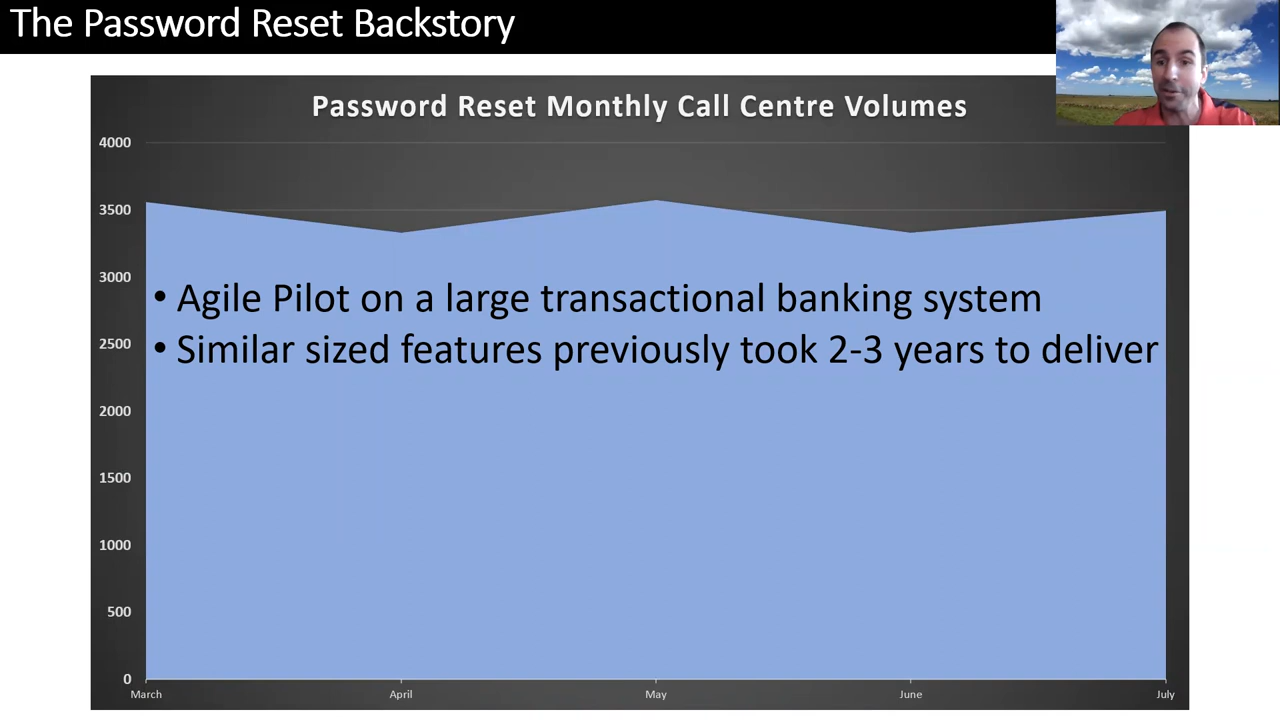 The Password Reset Backstory
Password Reset Monthly Call Centre Volumes
4000
3500
3000
• Agile Pilot on a large transactional banking system
2500
• Similar sized features previously took 2-3 years to deliver
2000
1500
1000
500
0
March April May June July